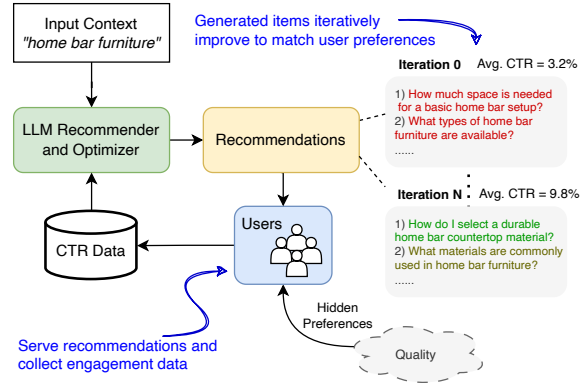 Input Context
"home bar furniture"
Generated items iteratively
improve to match user preferences
Iteration 0 Avg. CTR = 3.2%
1) How much space is needed
for a basic home bar setup?
2) What types of home bar
furniture are available?
......
LLM Recommender
and Optimizer
Recommendations
Iteration N Avg. CTR = 9.8%
1) How do I select a durable
home bar countertop material?
2) What materials are commonly
used in home bar furniture?
......
Users
CTR Data
Hidden
Preferences
Serve recommendations and
collect engagement data
Quality